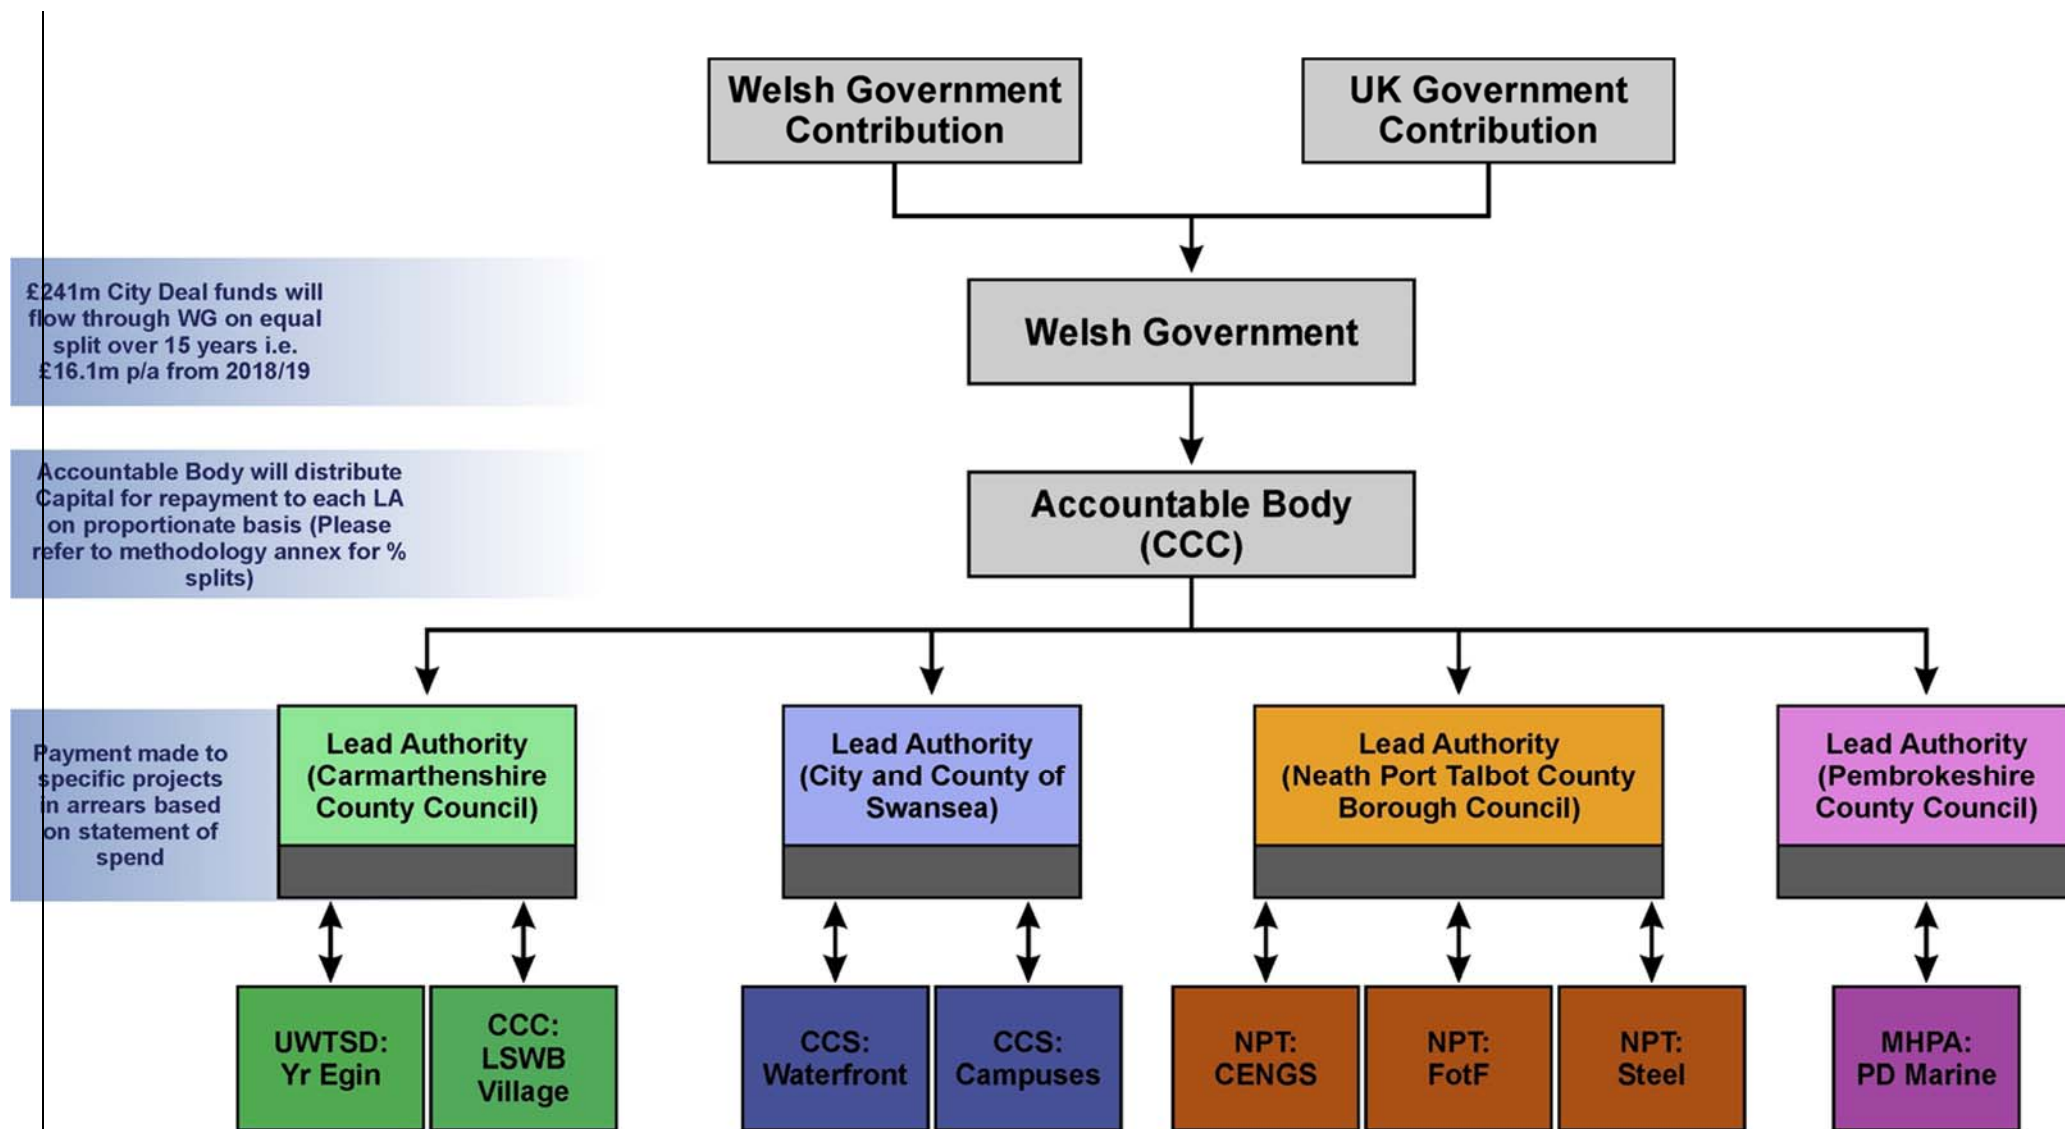 Welsh Government
Contribution
UK Government
Contribution
£241m City Deal funds will
flow through WG on equal
split over 15 years i.e.
£16.1m p/a from 2018/19
Welsh Government
Accountable Body will distribute
Capital for repayment to each LA
on proportionate basis (Please
refer to methodology annex for %
splits)
Accountable Body
(CCC)
Payment made to
specific projects
in arrears based
on statement of
spend
Lead Authority
(Carmarthenshire
County Council)
Lead Authority
(City and County of
Swansea)
Lead Authority
(Neath Port Talbot County
Borough Council)
Lead Authority
(Pembrokeshire
County Council)
UWTSD:
Yr Egin
CCC:
LSWB
Village
CCS:
Waterfront
CCS:
Campuses
NPT:
CENGS
NPT:
FotF
NPT:
Steel
MHPA:
PD Marine